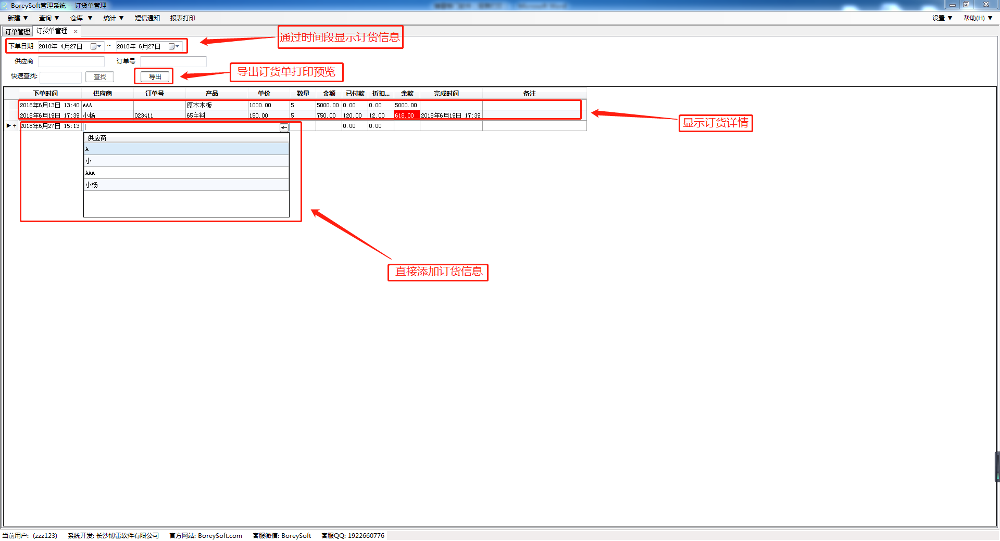 BoreySoft管理系统 -- 订货单管理
新建 ▼ 查询 ▼ 仓库 ▼ 统计 ▼ 短信通知 报表打印 设置 ▼ 帮助(H) ▼
订单管理 订货单管理 ×
下单日期 2018年 4月27日 ~ 2018年 6月27日
通过时间段显示订货信息
供应商 订单号
快速查找: 查找 导出
导出订货单打印预览
下单时间 供应商 订单号 产品 单价 数量 金额 已付款 折扣... 余款 完成时间 备注
2018年6月13日 13:40 AAA 原木木板 1000.00 5 5000.00 0.00 0.00 5000.00
2018年6月19日 17:39 小杨 023411 65主料 150.00 5 750.00 120.00 12.00 618.00 2018年6月19日 17:39
2018年6月27日 15:13 0.00 0.00
显示订货详情
供应商
A
小
AAA
小杨
直接添加订货信息
当前用户: (zzz123) 系统开发: 长沙博雷软件有限公司 官方网站: BoreySoft.com 客服微信: BoreySoft 客服QQ: 1922660776